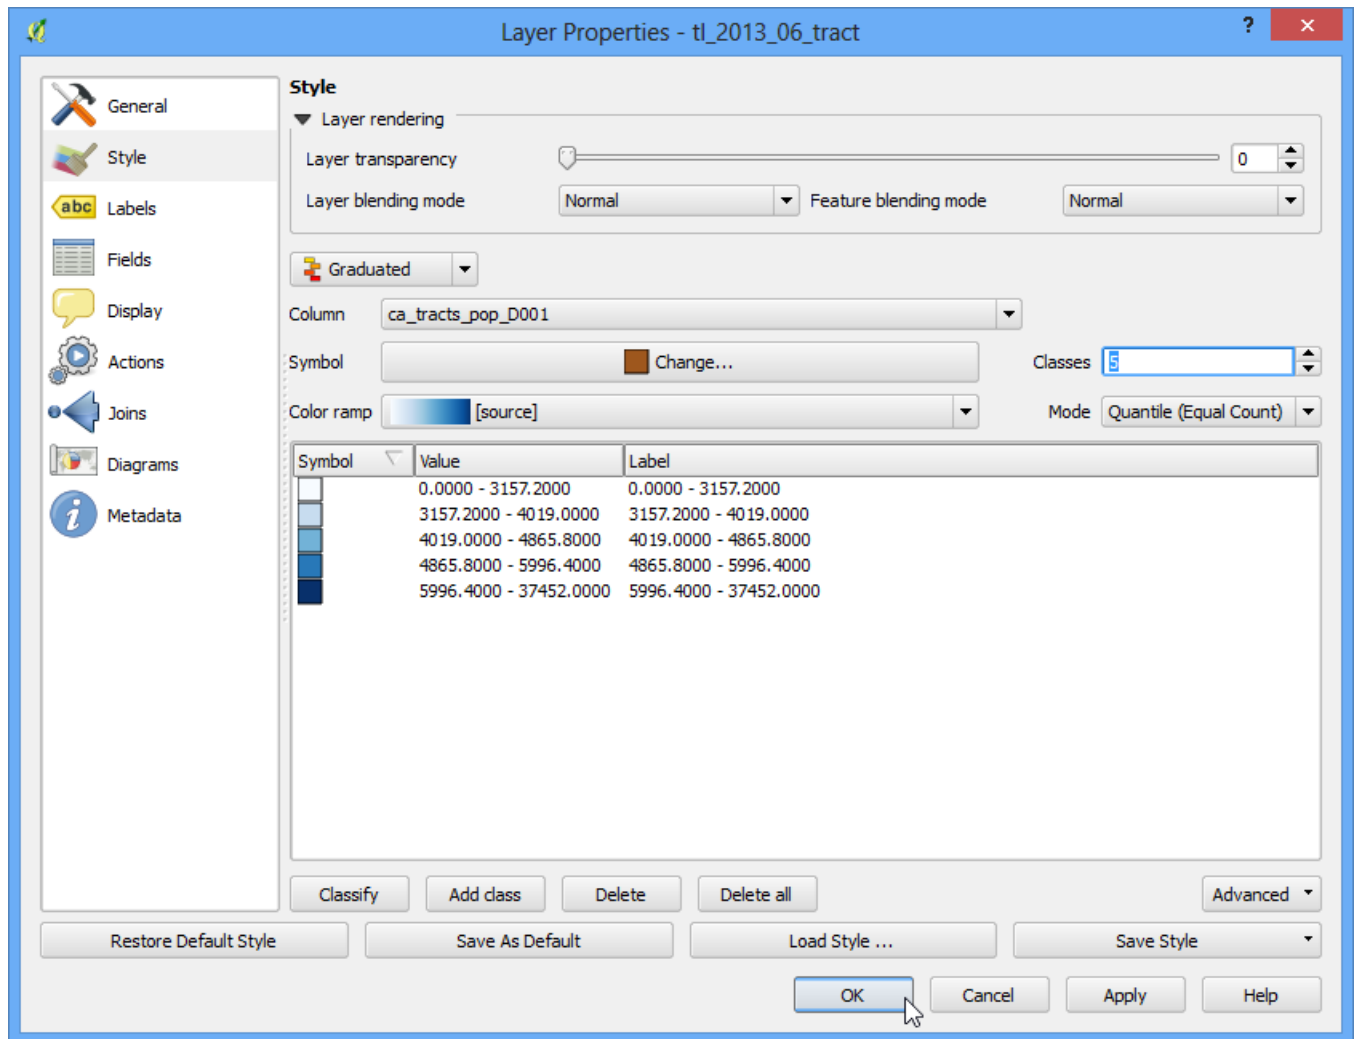 Layer Properties - tl_2013_06_tract
?
General
Style
abc Labels
Fields
Display
Actions
Joins
Diagrams
i Metadata
Style
Layer rendering
Layer transparency 0
Layer blending mode Normal Feature blending mode Normal
Graduated
Column ca_tracts_pop_D001
Symbol Change... Classes 5
Color ramp [source] Mode Quantile (Equal Count)
Symbol Value Label
0.0000 - 3157.2000 0.0000 - 3157.2000
3157.2000 - 4019.0000 3157.2000 - 4019.0000
4019.0000 - 4865.8000 4019.0000 - 4865.8000
4865.8000 - 5996.4000 4865.8000 - 5996.4000
5996.4000 - 37452.0000 5996.4000 - 37452.0000
Classify Add class Delete Delete all Advanced
Restore Default Style Save As Default Load Style ... Save Style
OK Cancel Apply Help